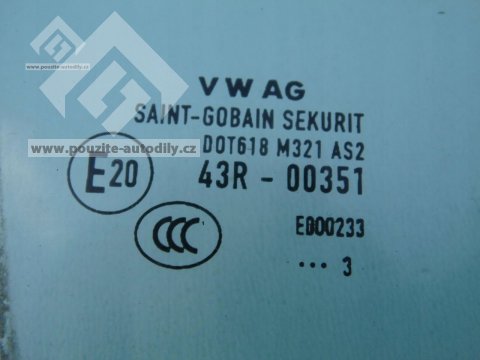 www.pouzite-autodily.cz
VW AG
SAINT-GOBAIN SEKURIT
DOT618 M321 AS2
www.pouzite-autodily.cz
E20
43R - 00351
CCC
E000233
... 3